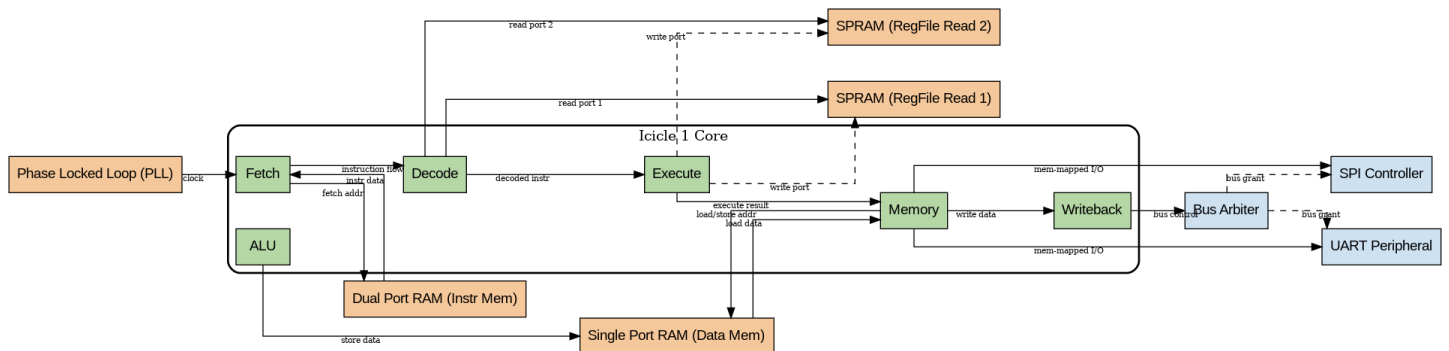 SPRAM (RegFile Read 2)
read port 2
write port
SPRAM (RegFile Read 1)
read port 1
Icicle 1 Core
Phase Locked Loop (PLL)
clock
Fetch
instruction flow
instr data
fetch addr
Decode
decoded instr
Execute
write port
execute result
load/store addr
load data
Memory
mem-mapped I/O
write data
mem-mapped I/O
Writeback
bus control
Bus Arbiter
bus grant
bus grant
SPI Controller
UART Peripheral
ALU
Dual Port RAM (Instr Mem)
store data
Single Port RAM (Data Mem)